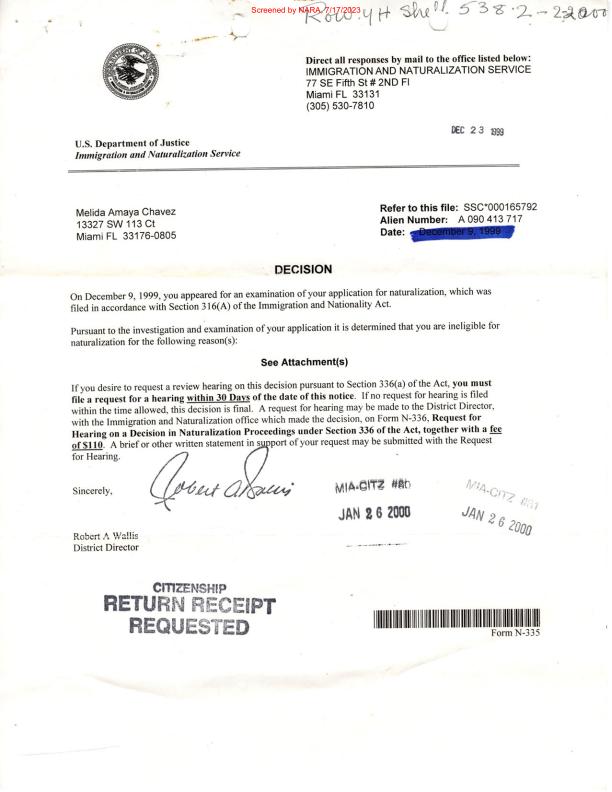 Screened by NARA, 7/17/2023
Row 4H Shelf 538.2-22000
Direct all responses by mail to the office listed below:
IMMIGRATION AND NATURALIZATION SERVICE
77 SE Fifth St # 2ND Fl
Miami FL 33131
(305) 530-7810
DEC 23 1999
U.S. Department of Justice
Immigration and Naturalization Service
Melida Amaya Chavez
13327 SW 113 Ct
Miami FL 33176-0805
Refer to this file: SSC*000165792
Alien Number: A 090 413 717
Date: December 9, 1999
DECISION
On December 9, 1999, you appeared for an examination of your application for naturalization, which was
filed in accordance with Section 316(A) of the Immigration and Nationality Act.
Pursuant to the investigation and examination of your application it is determined that you are ineligible for
naturalization for the following reason(s):
See Attachment(s)
If you desire to request a review hearing on this decision pursuant to Section 336(a) of the Act, you must
file a request for a hearing within 30 Days of the date of this notice. If no request for hearing is filed
within the time allowed, this decision is final. A request for hearing may be made to the District Director,
with the Immigration and Naturalization office which made the decision, on Form N-336, Request for
Hearing on a Decision in Naturalization Proceedings under Section 336 of the Act, together with a fee
of $110. A brief or other written statement in support of your request may be submitted with the Request
for Hearing.
Sincerely,
Robert A Wallis
MIA-CITZ
JAN 26 2000
MIA-CITZ
JAN 26 2000
Robert A Wallis
District Director
CITIZENSHIP
RETURN RECEIPT
REQUESTED
Form N-335